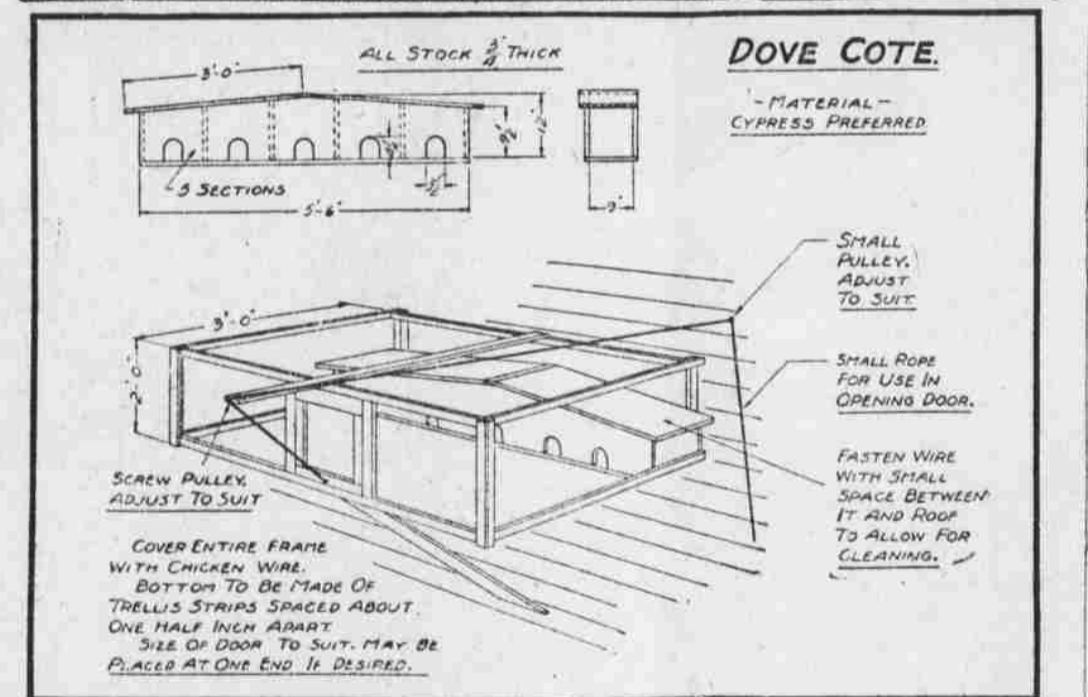 DOVE COTE.
- MATERIAL -
CYPRESS PREFERRED
ALL STOCK 3/4" THICK
3'-0"
12"
5 SECTIONS
5'-6"
9"
SMALL
PULLEY.
ADJUST
TO SUIT
3'-0"
2'-0"
SMALL ROPE
FOR USE IN
OPENING DOOR.
FASTEN WIRE
WITH SMALL
SPACE BETWEEN
IT AND ROOF
TO ALLOW FOR
CLEANING.
SCREW PULLEY.
ADJUST TO SUIT
COVER ENTIRE FRAME
WITH CHICKEN WIRE.
BOTTOM TO BE MADE OF
TRELLIS STRIPS SPACED ABOUT
ONE HALF INCH APART
SIZE OF DOOR TO SUIT. MAY BE
PLACED AT ONE END IF DESIRED.